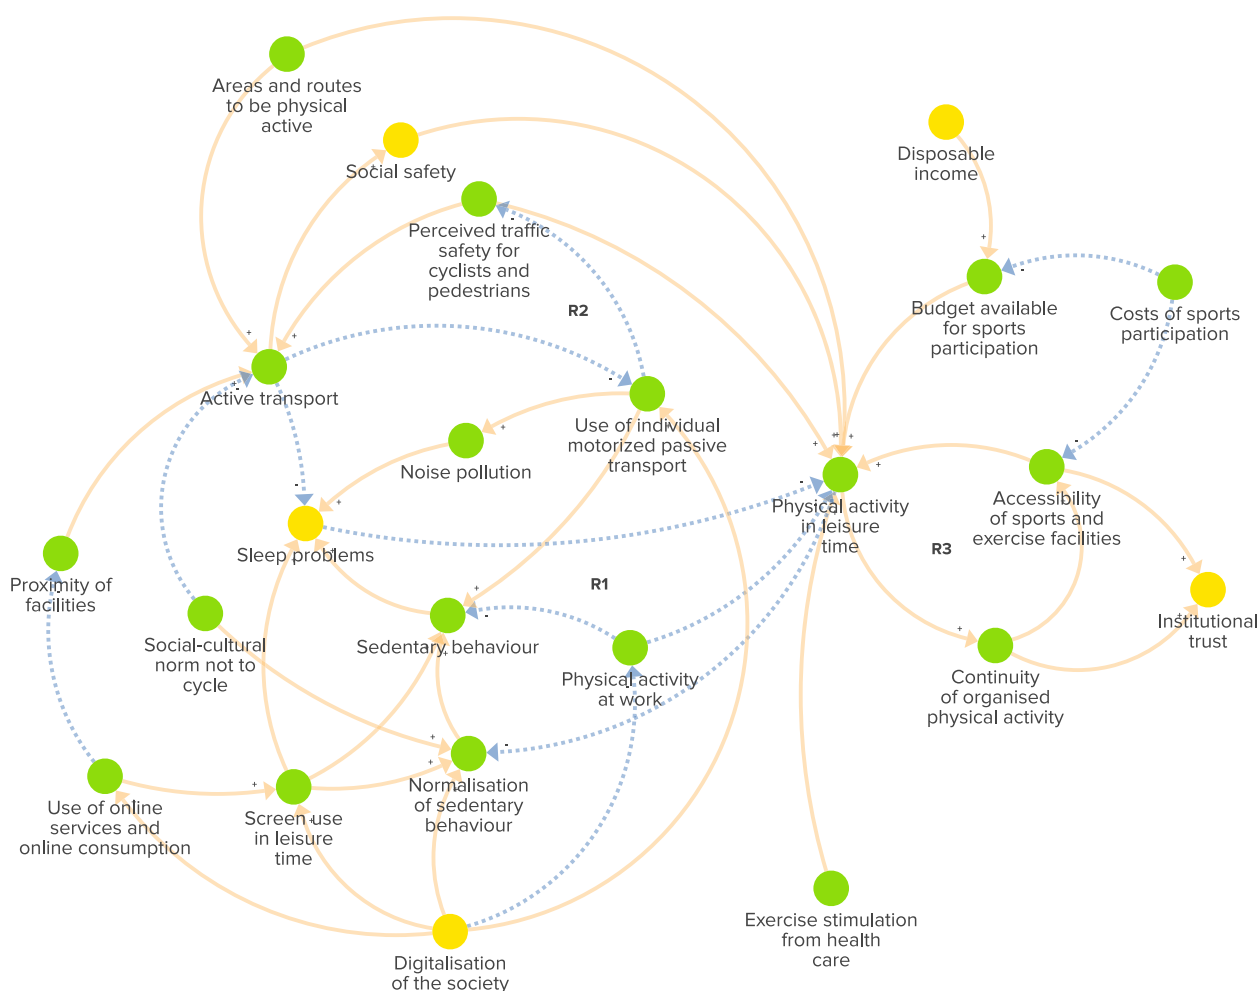 Areas and routes
to be physical
active
Social safety
Disposable
income
Perceived traffic
safety for
cyclists and
pedestrians
R2
Budget available
for sports
participation
Costs of sports
participation
Active transport
Use of individual
motorized passive
transport
Noise pollution
Physical activity
in leisure
time
Accessibility
of sports and
exercise facilities
R3
Sleep problems
Proximity of
facilities
R1
Institutional
trust
Social-cultural
norm not to
cycle
Sedentary behaviour
Physical activity
at work
Continuity
of organised
physical activity
Use of online
services and
online consumption
Screen use
in leisure
time
Normalisation
of sedentary
behaviour
Exercise stimulation
from health
care
Digitalisation
of the society